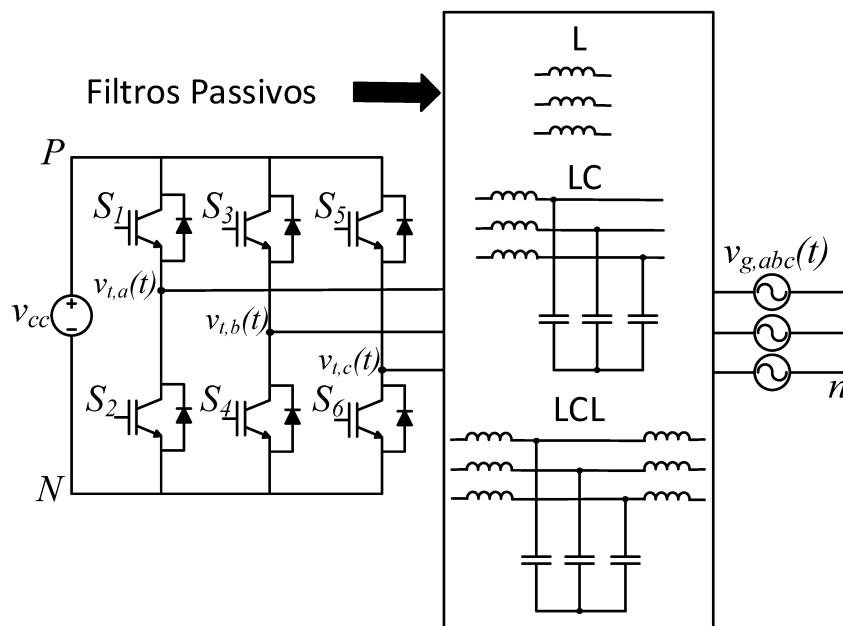 L
Filtros Passivos
P
LC
S1
S3
S5
vt,a(t)
vg,abc(t)
vcc
vt,b(t)
vt,c(t)
n
S2
S4
S6
LCL
N